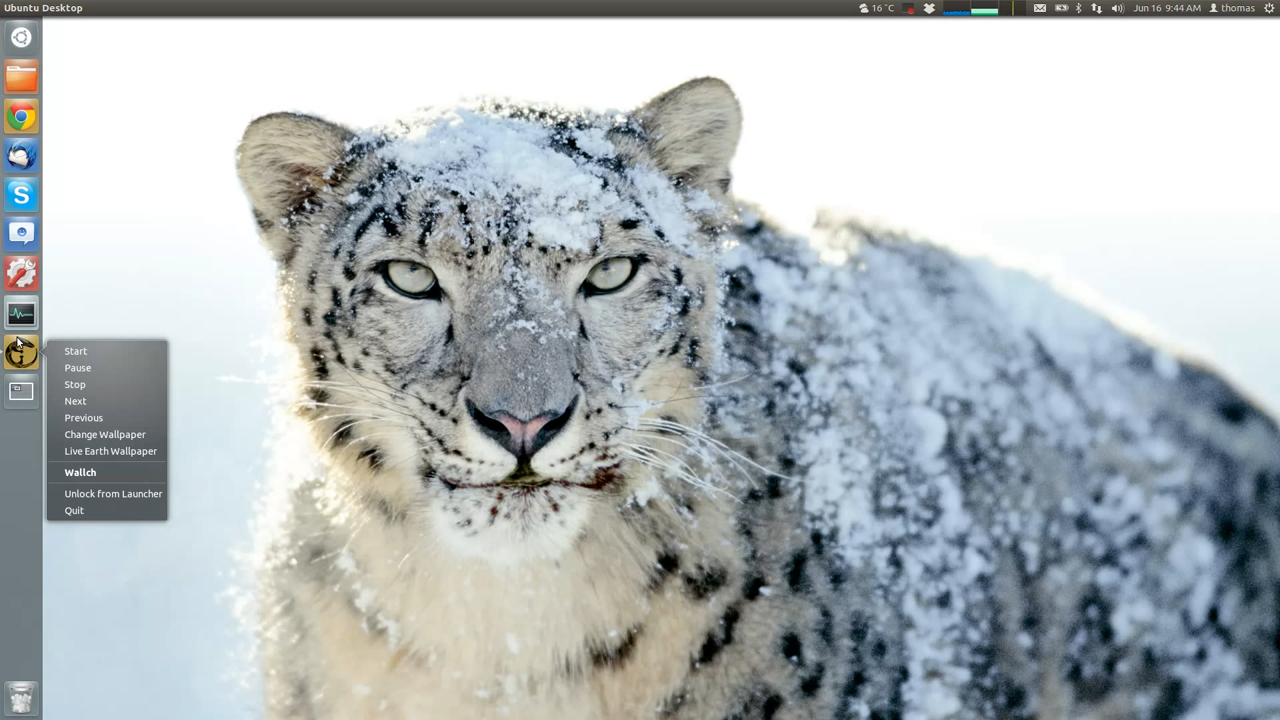 Ubuntu Desktop
16 °C
Jun 16 9:44 AM
thomas
S
Start
Pause
Stop
Next
Previous
Change Wallpaper
Live Earth Wallpaper
Wallch
Unlock from Launcher
Quit